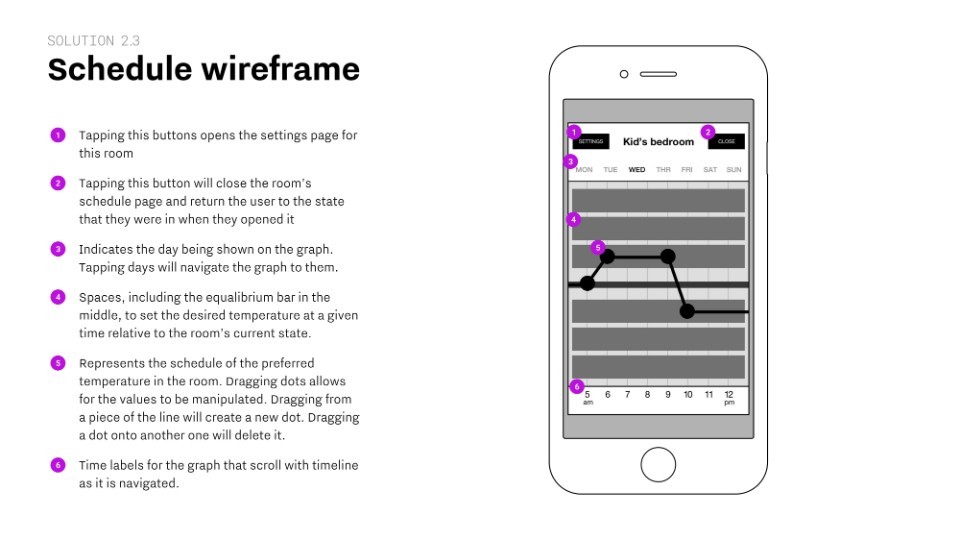 SOLUTION 2.3
Schedule wireframe
1 Tapping this buttons opens the settings page for
this room
2 Tapping this button will close the room's
schedule page and return the user to the state
that they were in when they opened it
3 Indicates the day being shown on the graph.
Tapping days will navigate the graph to them.
4 Spaces, including the equalibrium bar in the
middle, to set the desired temperature at a given
time relative to the room's current state.
5 Represents the schedule of the preferred
temperature in the room. Dragging dots allows
for the values to be manipulated. Dragging from
a piece of the line will create a new dot. Dragging
a dot onto another one will delete it.
6 Time labels for the graph that scroll with timeline
as it is navigated.
1 2
SETTINGS Kid's bedroom CLOSE
3
MON TUE WED THR FRI SAT SUN
4
5
6
5 6 7 8 9 10 11 12
am pm